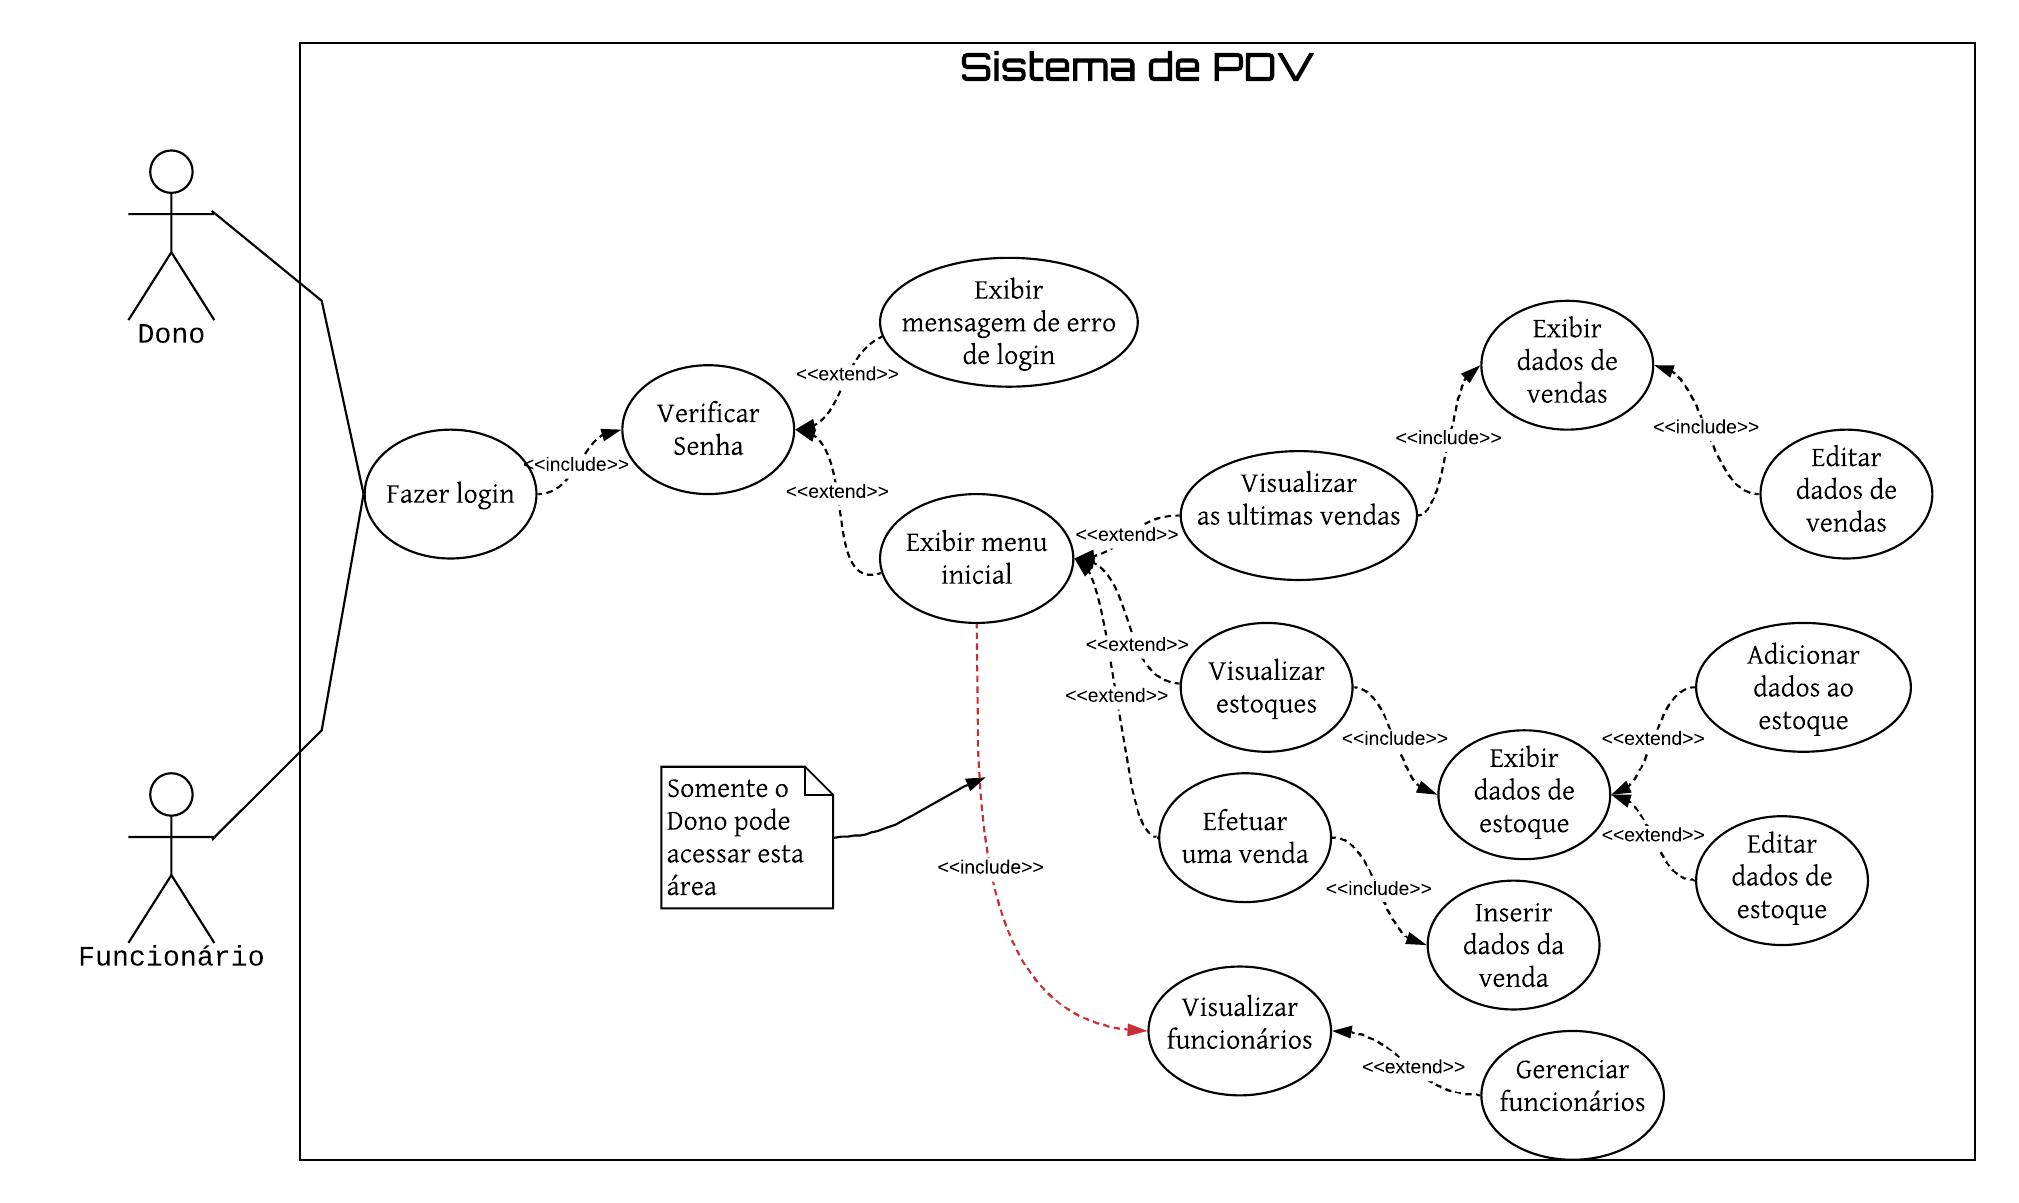 Sistema de PDV
Dono
Funcionário
Fazer login
<<include>>
Verificar
Senha
<<extend>>
Exibir
mensagem de erro
de login
<<extend>>
Exibir menu
inicial
<<extend>>
Visualizar
as ultimas vendas
<<include>>
Exibir
dados de
vendas
<<include>>
Editar
dados de
vendas
<<extend>>
Visualizar
estoques
<<include>>
Exibir
dados de
estoque
<<extend>>
Adicionar
dados ao
estoque
<<extend>>
Editar
dados de
estoque
<<extend>>
Efetuar
uma venda
<<include>>
Inserir
dados da
venda
Somente o
Dono pode
acessar esta
área
<<include>>
Visualizar
funcionários
<<extend>>
Gerenciar
funcionários